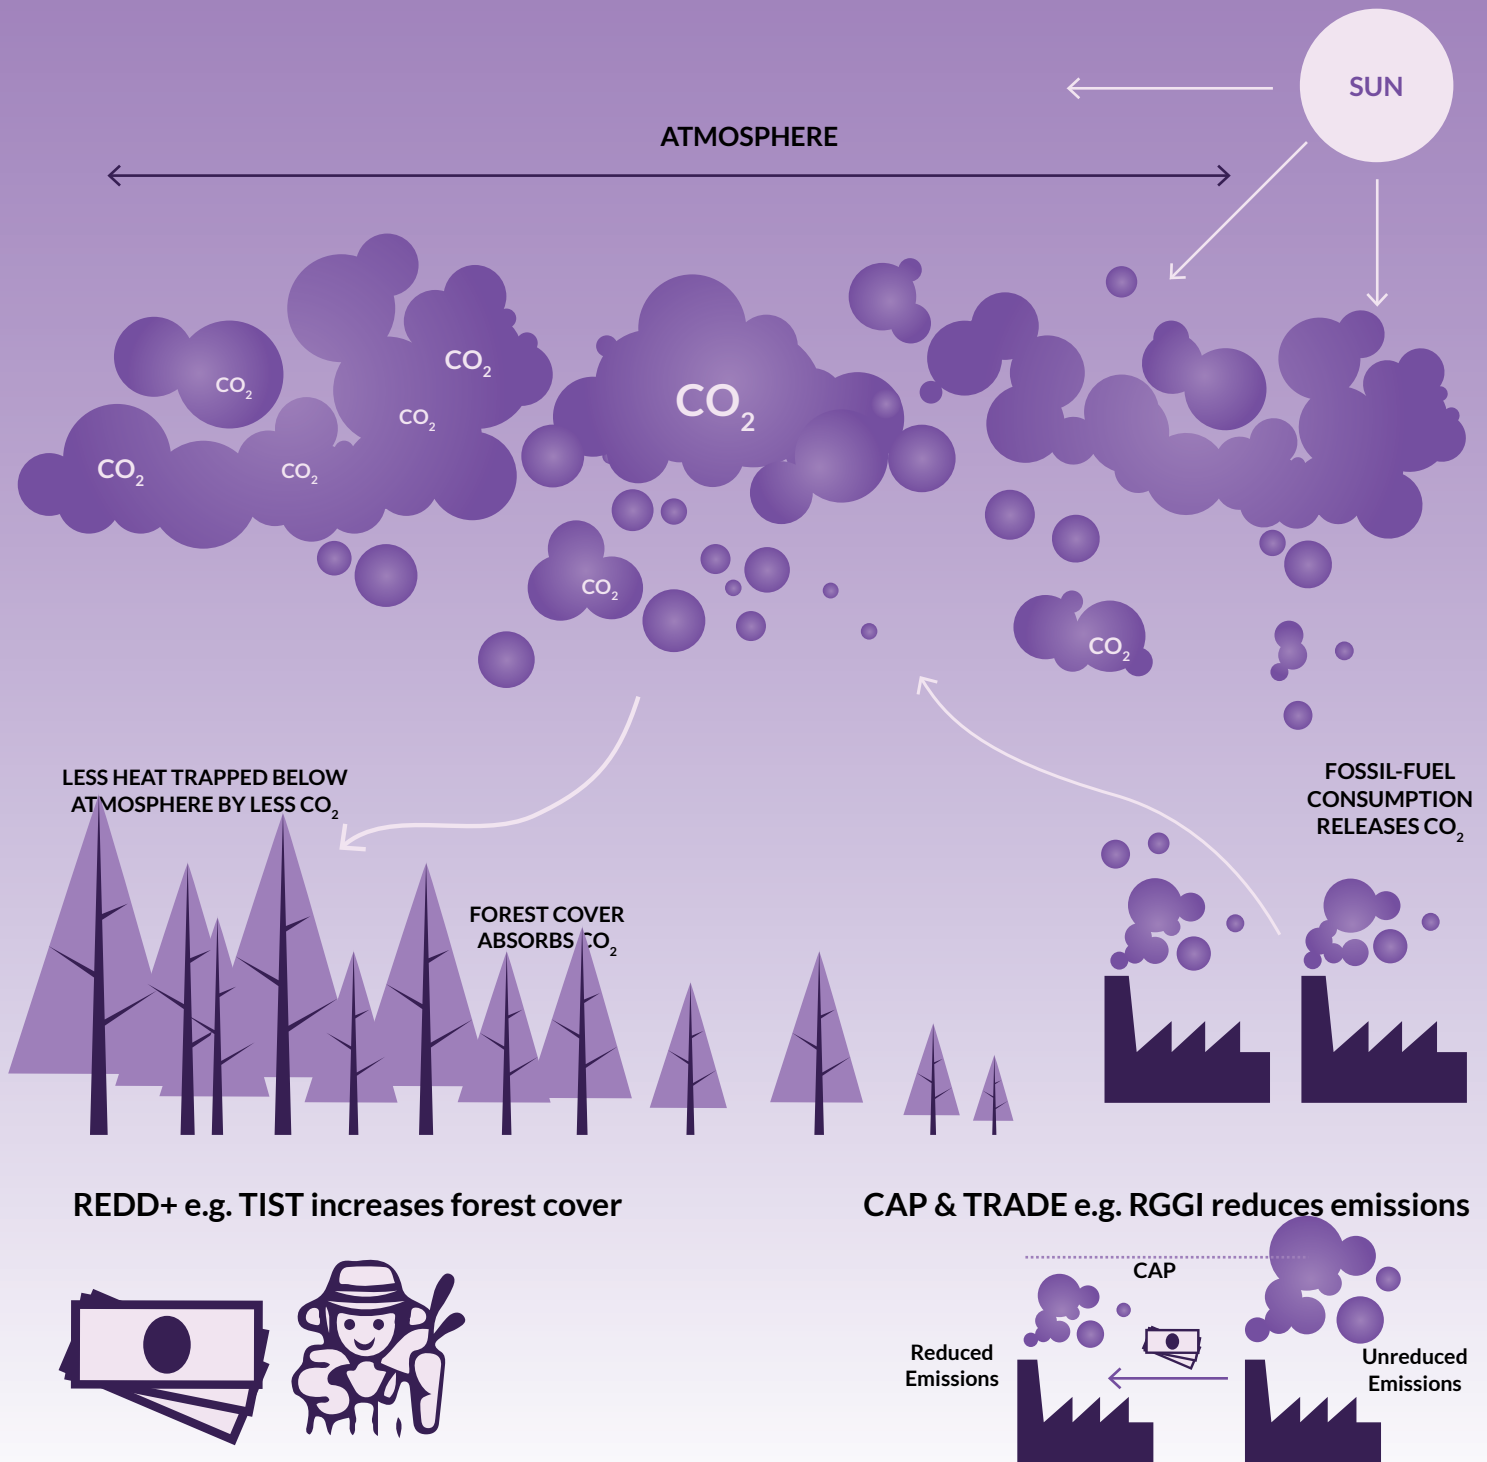 SUN
ATMOSPHERE
CO2
CO2
CO2
CO2
CO2
CO2
CO2
CO2
LESS HEAT TRAPPED BELOW
ATMOSPHERE BY LESS CO2
FOSSIL-FUEL
CONSUMPTION
RELEASES CO2
FOREST COVER
ABSORBS CO2
REDD+ e.g. TIST increases forest cover
CAP & TRADE e.g. RGGI reduces emissions
CAP
Reduced
Emissions
Unreduced
Emissions